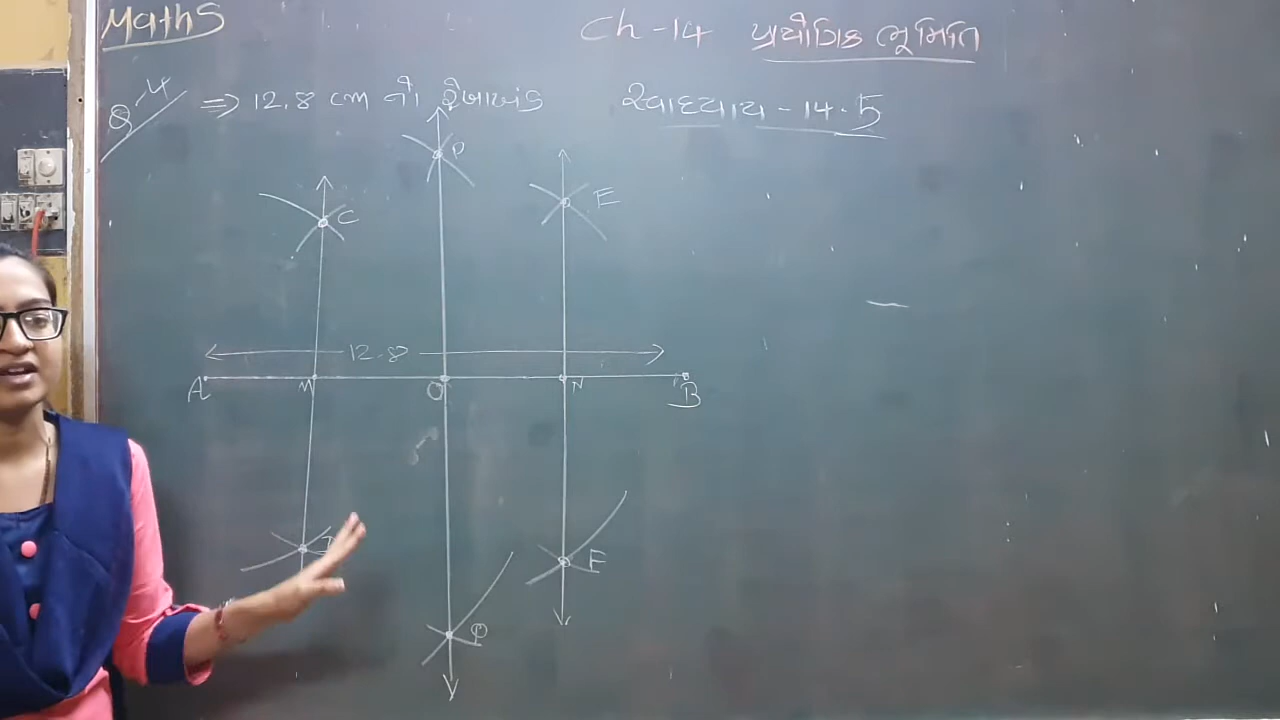 Maths
Ch-14 પ્રાયોગિક ભૂમિતિ
Q-4 ⇒ 12.8 cm નો રેખાખંડ
સ્વાધ્યાય - 14.5
P
C
E
12.8
A M O N B
F
Q